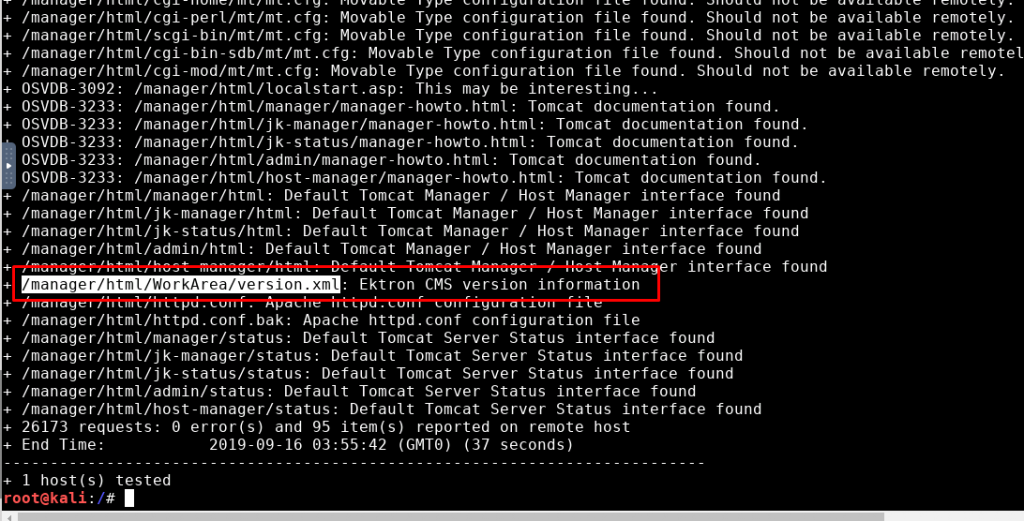 + /manager/html/cgi-home/mt/mt.cfg: Movable Type configuration file found. Should not be available remotely.
+ /manager/html/cgi-perl/mt/mt.cfg: Movable Type configuration file found. Should not be available remotely.
+ /manager/html/scgi-bin/mt/mt.cfg: Movable Type configuration file found. Should not be available remotely.
+ /manager/html/cgi-bin-sdb/mt/mt.cfg: Movable Type configuration file found. Should not be available remotel
+ /manager/html/cgi-mod/mt/mt.cfg: Movable Type configuration file found. Should not be available remotely.
+ OSVDB-3092: /manager/html/localstart.asp: This may be interesting...
+ OSVDB-3233: /manager/html/manager/manager-howto.html: Tomcat documentation found.
+ OSVDB-3233: /manager/html/jk-manager/manager-howto.html: Tomcat documentation found.
+ OSVDB-3233: /manager/html/jk-status/manager-howto.html: Tomcat documentation found.
OSVDB-3233: /manager/html/admin/manager-howto.html: Tomcat documentation found.
OSVDB-3233: /manager/html/host-manager/manager-howto.html: Tomcat documentation found.
+ /manager/html/manager/html: Default Tomcat Manager / Host Manager interface found
+ /manager/html/jk-manager/html: Default Tomcat Manager / Host Manager interface found
+ /manager/html/jk-status/html: Default Tomcat Manager / Host Manager interface found
+ /manager/html/admin/html: Default Tomcat Manager / Host Manager interface found
+ /manager/html/host-manager/html: Default Tomcat Manager / Host Manager interface found
+ /manager/html/WorkArea/version.xml: Ektron CMS version information
+ /manager/html/httpd.conf: Apache httpd.conf configuration file
+ /manager/html/httpd.conf.bak: Apache httpd.conf configuration file
+ /manager/html/manager/status: Default Tomcat Server Status interface found
+ /manager/html/jk-manager/status: Default Tomcat Server Status interface found
+ /manager/html/jk-status/status: Default Tomcat Server Status interface found
+ /manager/html/admin/status: Default Tomcat Server Status interface found
+ /manager/html/host-manager/status: Default Tomcat Server Status interface found
+ 26173 requests: 0 error(s) and 95 item(s) reported on remote host
+ End Time:           2019-09-16 03:55:42 (GMT0) (37 seconds)
---------------------------------------------------------------------------
+ 1 host(s) tested
root@kali:/#